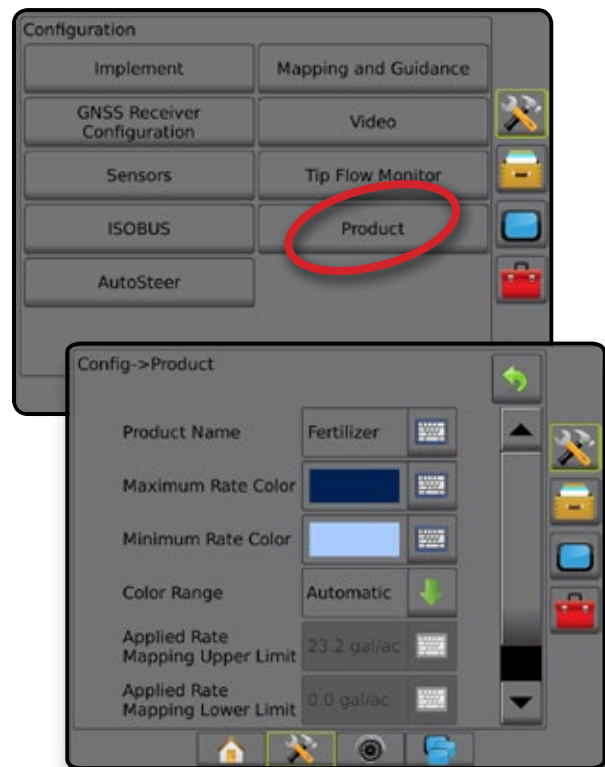 Configuration
Implement
Mapping and Guidance
GNSS Receiver
Configuration
Video
Sensors
Tip Flow Monitor
ISOBUS
Product
AutoSteer
Config->Product
Product Name
Fertilizer
Maximum Rate Color
Minimum Rate Color
Color Range
Automatic
Applied Rate
Mapping Upper Limit
23.2 gal/ac
Applied Rate
Mapping Lower Limit
0.0 gal/ac